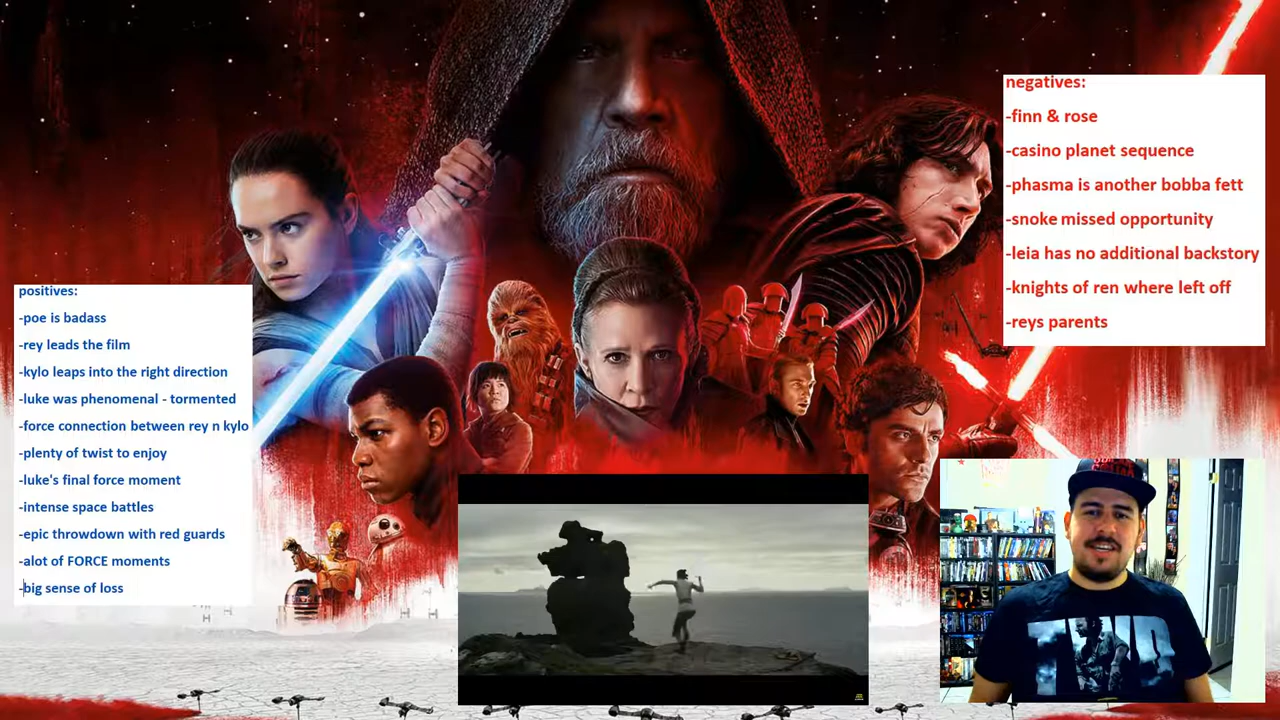 positives:
-poe is badass
-rey leads the film
-kylo leaps into the right direction
-luke was phenomenal - tormented
-force connection between rey n kylo
-plenty of twist to enjoy
-luke's final force moment
-intense space battles
-epic throwdown with red guards
-alot of FORCE moments
-big sense of loss
negatives:
-finn & rose
-casino planet sequence
-phasma is another bobba fett
-snoke missed opportunity
-leia has no additional backstory
-knights of ren where left off
-reys parents
TWD